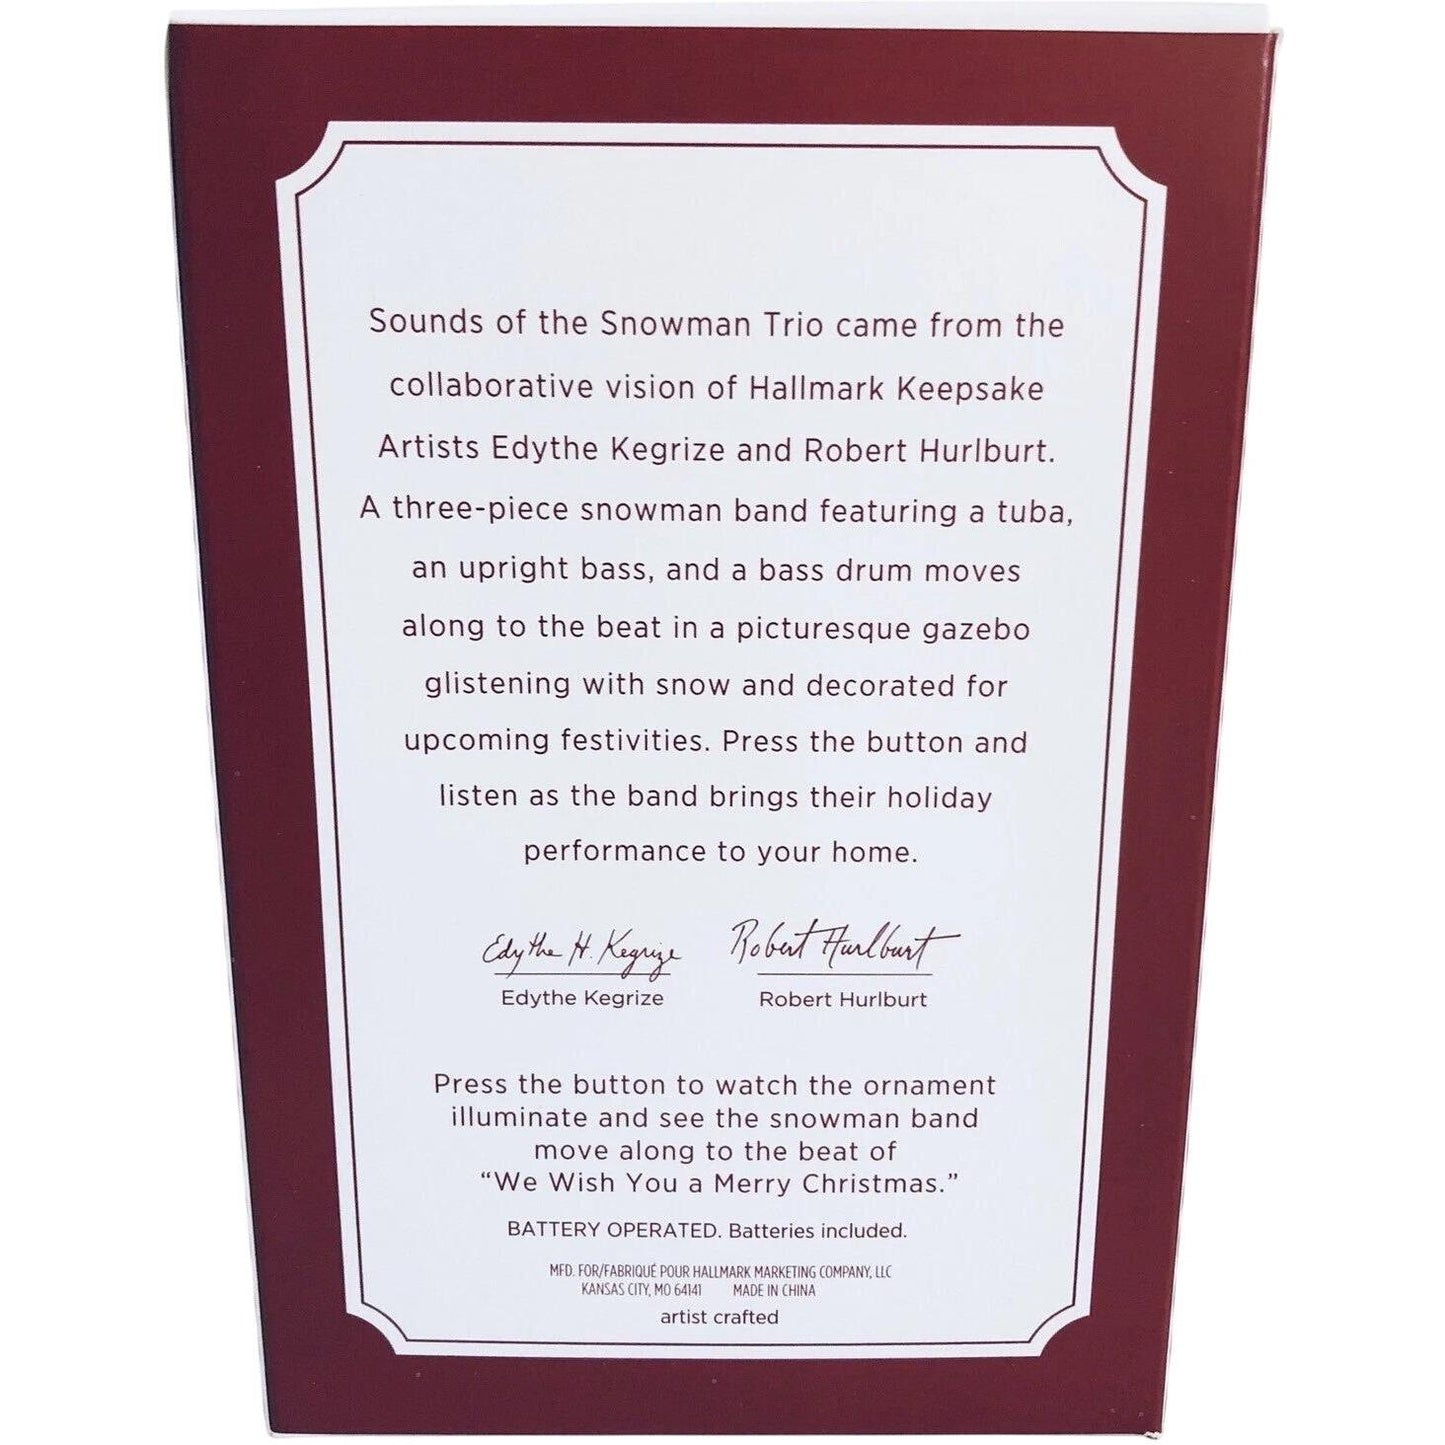 Sounds of the Snowman Trio came from the
collaborative vision of Hallmark Keepsake
Artists Edythe Kegrize and Robert Hurlburt.
A three-piece snowman band featuring a tuba,
an upright bass, and a bass drum moves
along to the beat in a picturesque gazebo
glistening with snow and decorated for
upcoming festivities. Press the button and
listen as the band brings their holiday
performance to your home.
Edythe H. Kegrize Robert Hurlburt
Edythe Kegrize Robert Hurlburt
Press the button to watch the ornament
illuminate and see the snowman band
move along to the beat of
“We Wish You a Merry Christmas.”
BATTERY OPERATED. Batteries included.
MFD. FOR/FABRIQUÉ POUR HALLMARK MARKETING COMPANY, LLC
KANSAS CITY, MO 64141 MADE IN CHINA
artist crafted